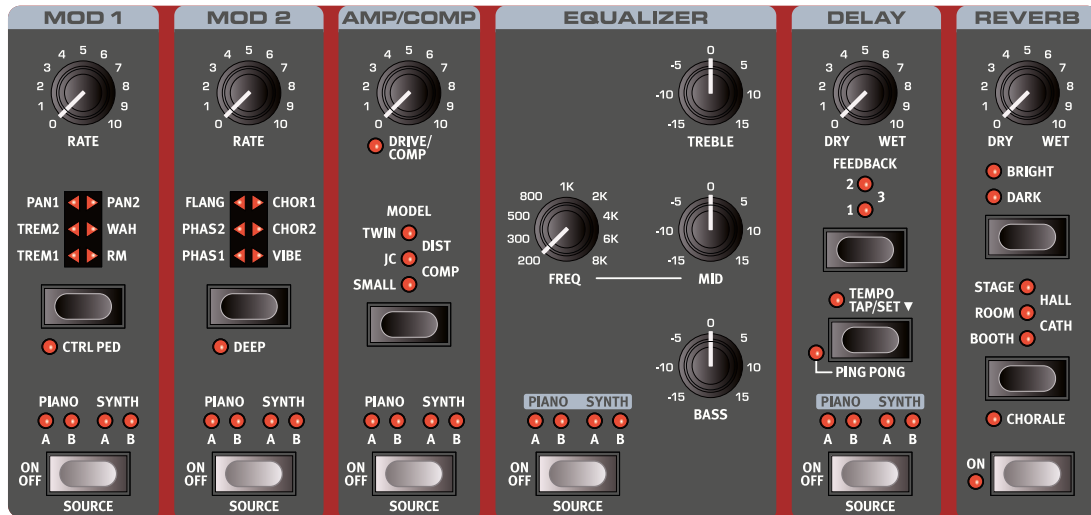 MOD 1
5
4 6
3 7
2 8
1 9
0 10
RATE
PAN1 PAN2
TREM2 WAH
TREM1 RM
CTRL PED
PIANO SYNTH
A B A B
ON
OFF
SOURCE
MOD 2
5
4 6
3 7
2 8
1 9
0 10
RATE
FLANG CHOR1
PHAS2 CHOR2
PHAS1 VIBE
DEEP
PIANO SYNTH
A B A B
ON
OFF
SOURCE
AMP/COMP
5
4 6
3 7
2 8
1 9
0 10
DRIVE/
COMP
MODEL
TWIN
DIST
JC
COMP
SMALL
PIANO SYNTH
A B A B
ON
OFF
SOURCE
EQUALIZER
0
-5 5
-10 10
-15 15
TREBLE
1K
800 2K
500 4K
300 6K
200 8K
FREQ
0
-5 5
-10 10
-15 15
MID
0
-5 5
-10 10
-15 15
BASS
PIANO SYNTH
A B A B
ON
OFF
SOURCE
DELAY
5
4 6
3 7
2 8
1 9
0 10
DRY WET
FEEDBACK
2
3
1
TEMPO
TAP/SET ▼
PING PONG
PIANO SYNTH
A B A B
ON
OFF
SOURCE
REVERB
5
4 6
3 7
2 8
1 9
0 10
DRY WET
BRIGHT
DARK
STAGE
HALL
ROOM
CATH
BOOTH
CHORALE
ON